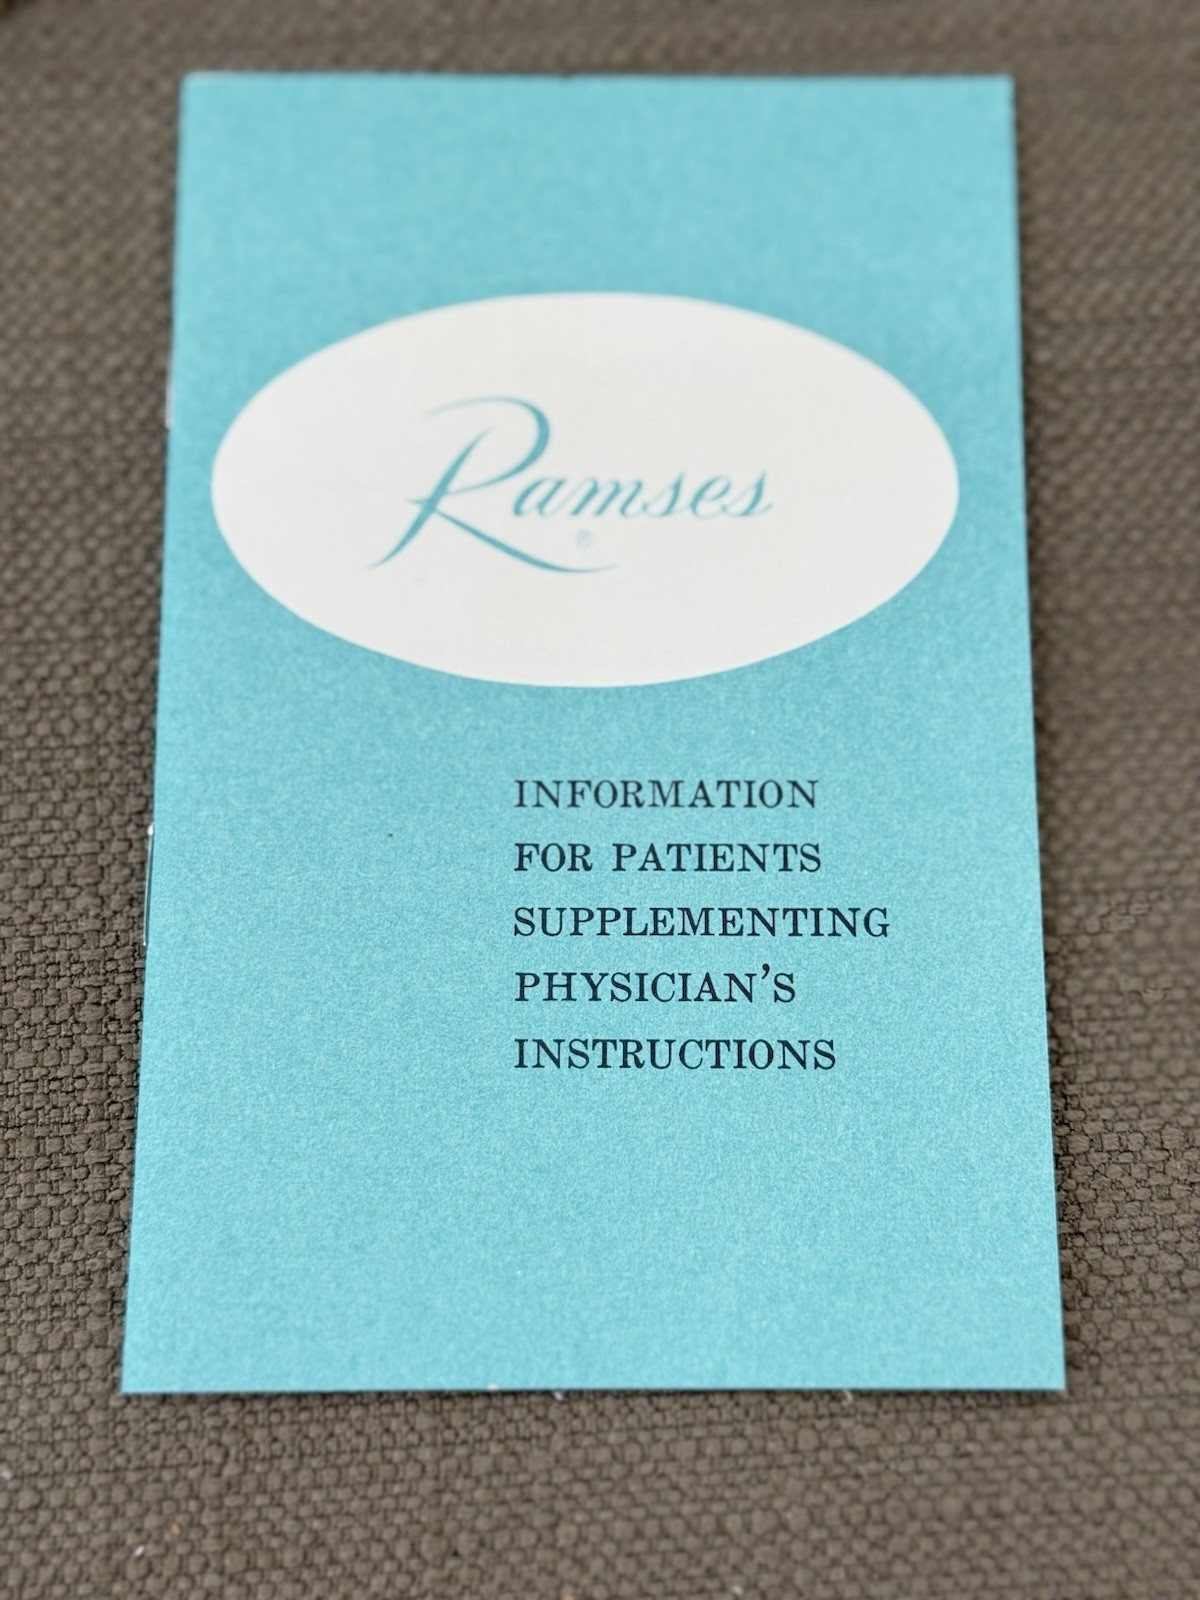 Ramses
®
INFORMATION
FOR PATIENTS
SUPPLEMENTING
PHYSICIAN’S
INSTRUCTIONS